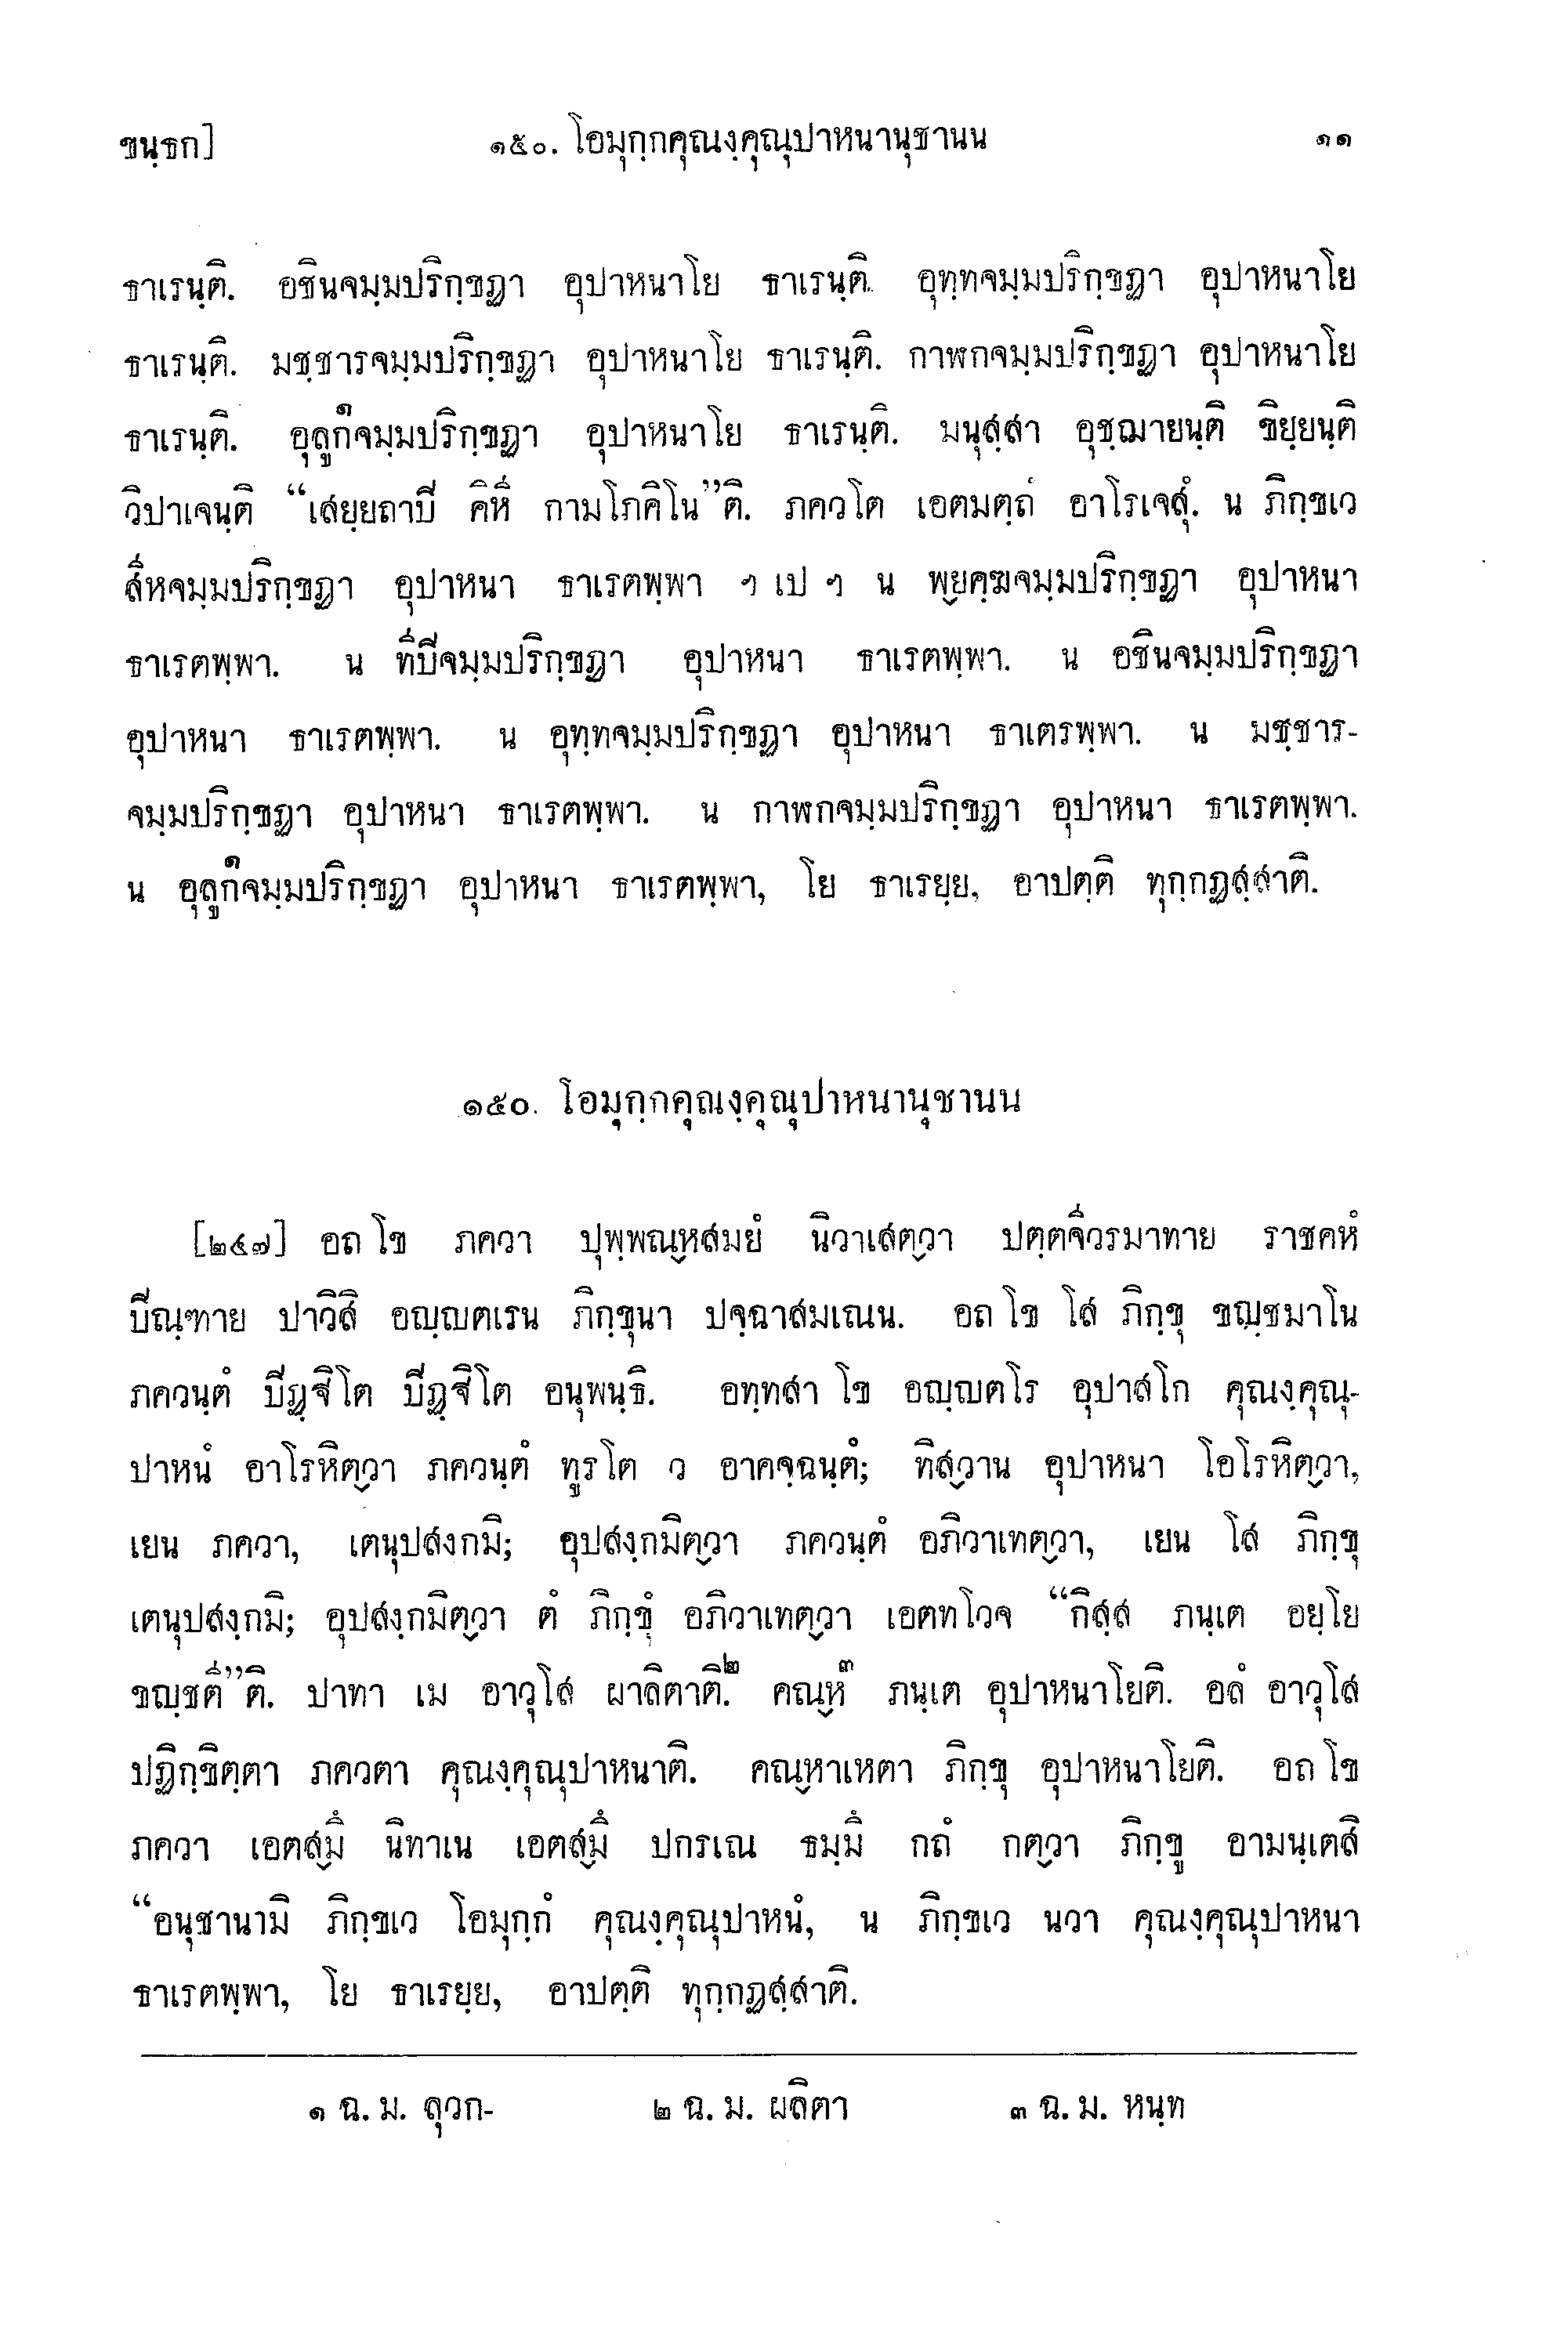 ขนฺธก] ๑๕๐. โอมุกฺกคุณงฺคุณุปาหนานุชานน ๑๑
ธาเรนฺติ. อชินจมฺมปริกฺขฏา อุปาหนาโย ธาเรนฺติ. อุทฺทจมฺมปริกฺขฏา อุปาหนาโย
ธาเรนฺติ. มชฺชารจมฺมปริกฺขฏา อุปาหนาโย ธาเรนฺติ. กาฬกจมฺมปริกฺขฏา อุปาหนาโย
ธาเรนฺติ. อุลูก๑จมฺมปริกฺขฏา อุปาหนาโย ธาเรนฺติ. มนุสฺสา อุชฺฌายนฺติ ขิยฺยนฺติ
วิปาเจนฺติ “เสยฺยถาปิ คิหี กามโภคิโน”ติ. ภควโต เอตมตฺถํ อาโรเจสุํ. น ภิกฺขเว
สีหจมฺมปริกฺขฏา อุปาหนา ธาเรตพฺพา ฯ เป ฯ น พฺยคฺฆจมฺมปริกฺขฏา อุปาหนา
ธาเรตพฺพา. น ทีปิจมฺมปริกฺขฏา อุปาหนา ธาเรตพฺพา. น อชินจมฺมปริกฺขฏา
อุปาหนา ธาเรตพฺพา. น อุทฺทจมฺมปริกฺขฏา อุปาหนา ธาเตรพฺพา. น มชฺชาร-
จมฺมปริกฺขฏา อุปาหนา ธาเรตพฺพา. น กาฬกจมฺมปริกฺขฏา อุปาหนา ธาเรตพฺพา.
น อุลูก๑จมฺมปริกฺขฏา อุปาหนา ธาเรตพฺพา, โย ธาเรยฺย, อาปตฺติ ทุกฺกฏสฺสาติ.
๑๕๐. โอมุกฺกคุณงฺคุณุปาหนานุชานน
[๒๔๗] อถ โข ภควา ปุพฺพณฺหสมยํ นิวาเสตฺวา ปตฺตจีวรมาทาย ราชคหํ
ปิณฺฑาย ปาวิสิ อญฺญตเรน ภิกฺขุนา ปจฺฉาสมเณน. อถ โข โส ภิกฺขุ ขญฺชมาโน
ภควนฺตํ ปิฏฺฐิโต ปิฏฺฐิโต อนุพนฺธิ. อทฺทสา โข อญฺญตโร อุปาสโก คุณงฺคุณุ-
ปาหนํ อาโรหิตฺวา ภควนฺตํ ทูรโต ว อาคจฺฉนฺตํ; ทิสฺวาน อุปาหนา โอโรหิตฺวา,
เยน ภควา, เตนุปสงฺกมิ; อุปสงฺกมิตฺวา ภควนฺตํ อภิวาเทตฺวา, เยน โส ภิกฺขุ
เตนุปสงฺกมิ; อุปสงฺกมิตฺวา ตํ ภิกฺขุํ อภิวาเทตฺวา เอตทโวจ “กิสฺส ภนฺเต อยฺโย
ขญฺชตี”ติ. ปาทา เม อาวุโส ผาลิตาติ.๒ คณฺห๓ ภนฺเต อุปาหนาโยติ. อลํ อาวุโส
ปฏิกฺขิตฺตา ภควตา คุณงฺคุณุปาหนาติ. คณฺหาเหตา ภิกฺขุ อุปาหนาโยติ. อถ โข
ภควา เอตสฺมึ นิทาเน เอตสฺมึ ปกรเณ ธมฺมึ กถํ กตฺวา ภิกฺขู อามนฺเตสิ
“อนุชานามิ ภิกฺขเว โอมุกฺกํ คุณงฺคุณุปาหนํ, น ภิกฺขเว นวา คุณงฺคุณุปาหนา
ธาเรตพฺพา, โย ธาเรยฺย, อาปตฺติ ทุกฺกฏสฺสาติ.
๑ ฉ. ม. ลุวก- ๒ ฉ. ม. ผลิตา ๓ ฉ. ม. หนฺท